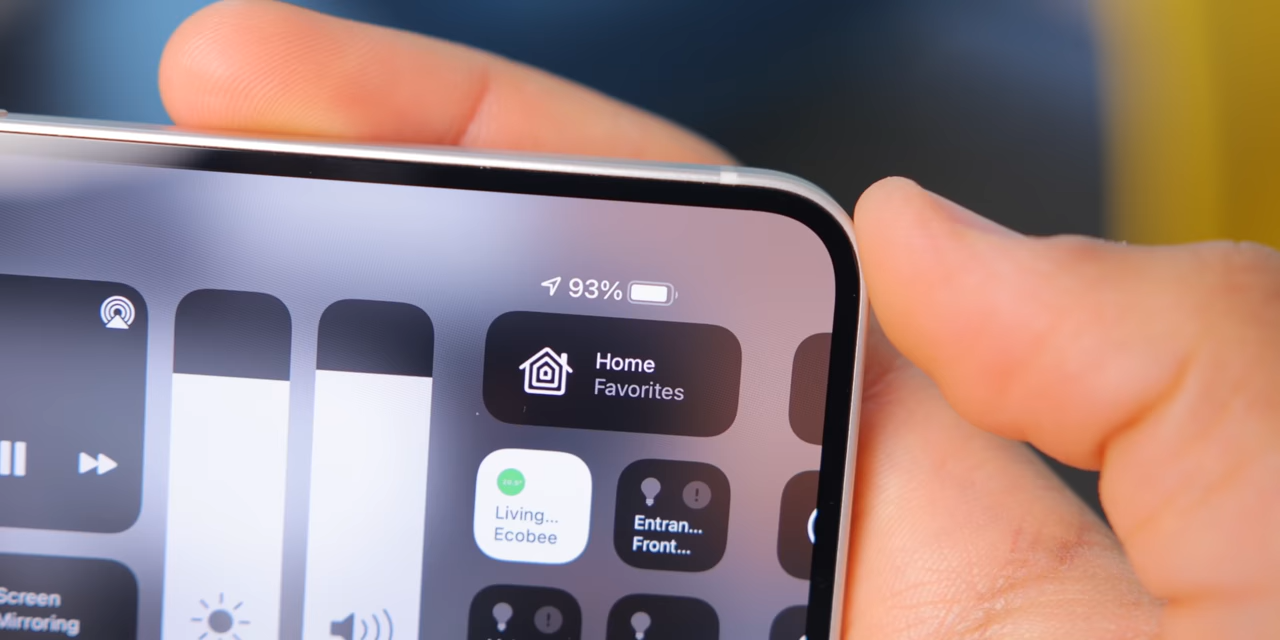 93%
Home
Favorites
Living...
Ecobee
Entran...
Front...
Screen
Mirroring